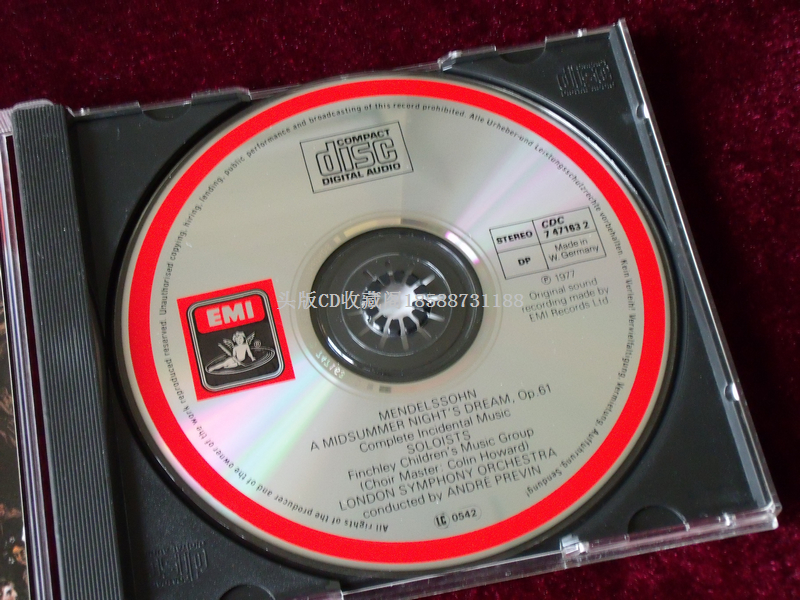 COMPACT
disc
DIGITAL AUDIO
STEREO
CDC
7 47163 2
DP
Made in
W. Germany
℗ 1977
Original sound
recording made by
EMI Records Ltd
EMI
头版CD收藏 18538731188
MENDELSSOHN
A MIDSUMMER NIGHT'S DREAM, Op.61
Complete Incidental Music
SOLOISTS
Finchley Children's Music Group
(Choir Master: Colin Howard)
LONDON SYMPHONY ORCHESTRA
conducted by ANDRÉ PREVIN
LC 0542
All rights of the producer and of the owner of the work reproduced reserved. Unauthorised copying, hiring, lending, public performance and broadcasting of this record prohibited. Alle Urheber-und Leistungsschutzrechte vorbehalten. Kein Verleih! Keine unerlaubte Vervielfältigung, Vermietung, Aufführung, Sendung!